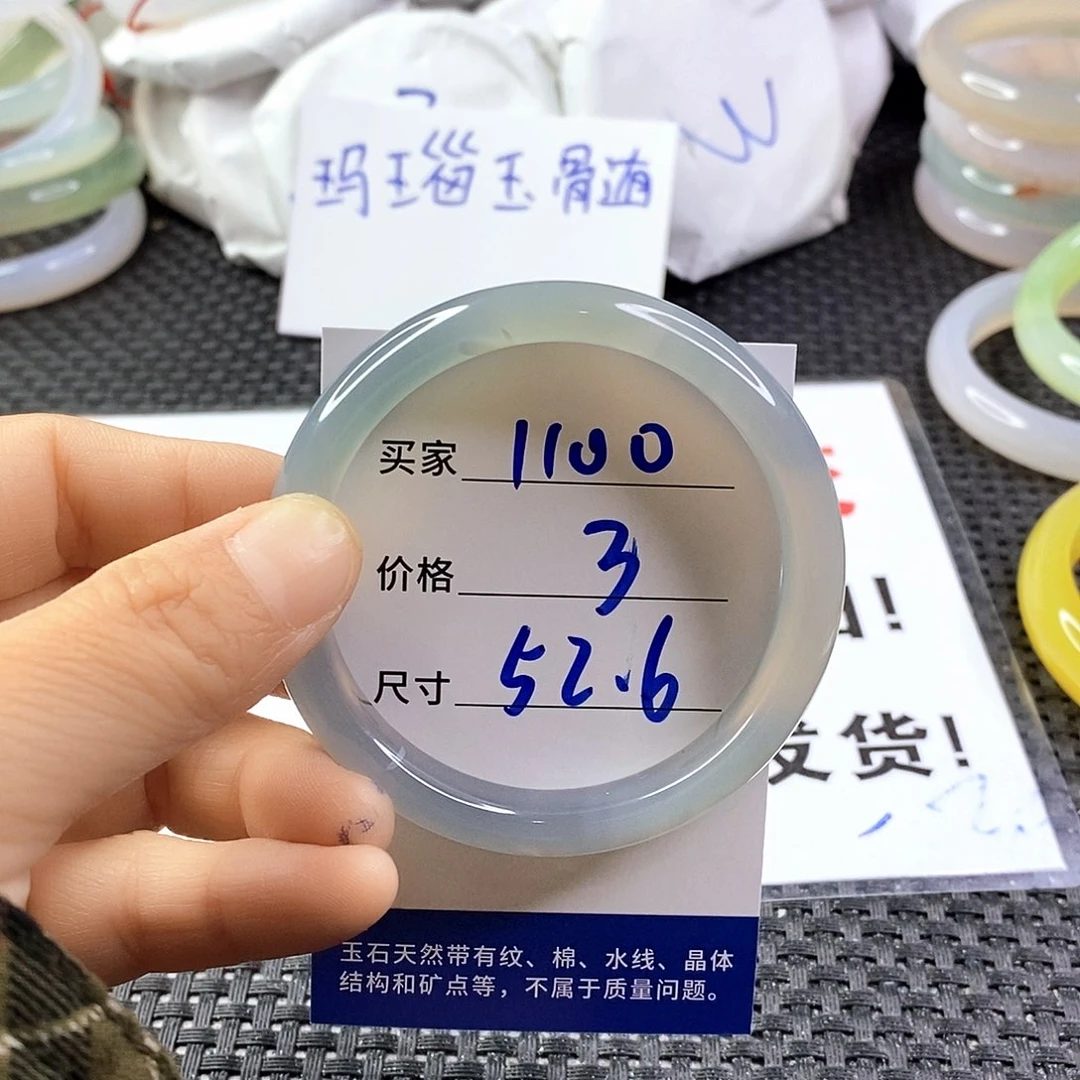 玛瑙玉骨髓
买家 1100
价格 3
尺寸 52.6
发货!
玉石天然带有纹、棉、水线、晶体
结构和矿点等，不属于质量问题。